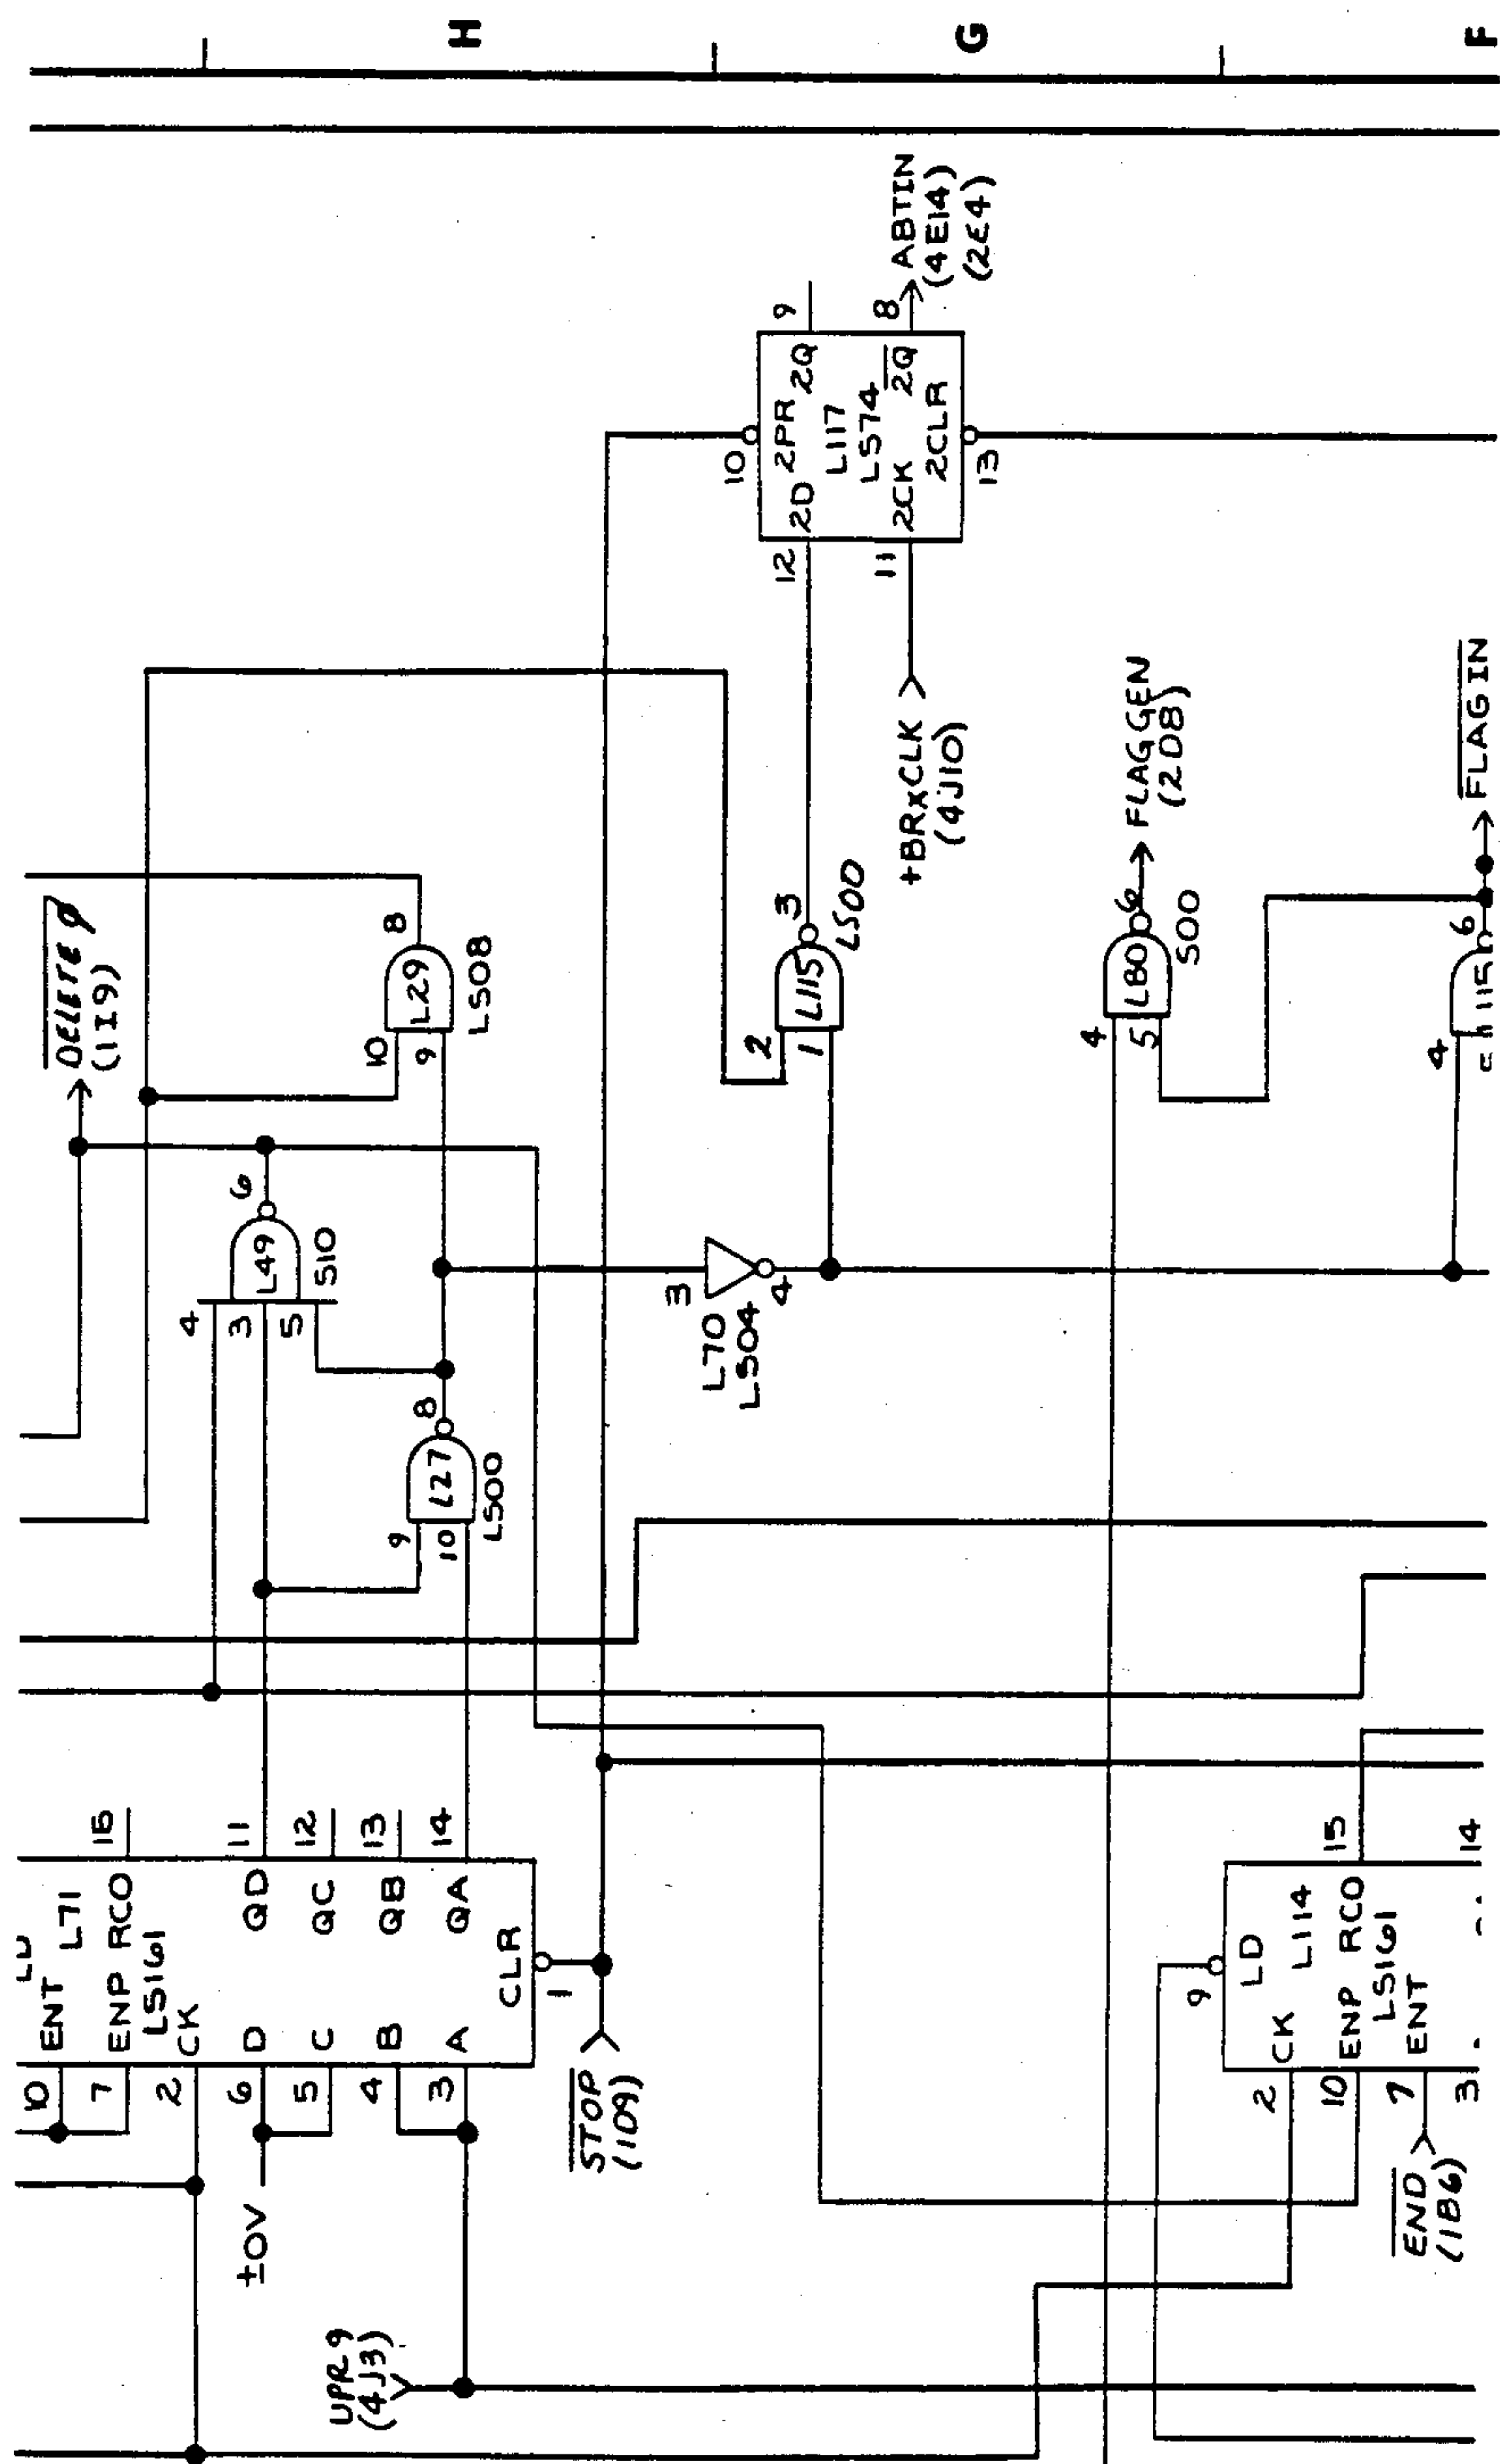 H
G
F
DELETE Ø
(1I9)
10
9
L29
8
LS08
4
3
5
L49
6
S10
9
10
L27
8
LS00
3
4
L70
LS04
2
1
L115
3
LS00
10
12 2D 2PR 2Q 9
L117
LS74
11 2CK 2Q 8
2CLR
13
ABTIN
(4E14)
(2E4)
+BRxCLK
(4J10)
4
5
L80
6
S00
FLAGGEN
(2D8)
4
6
FLAG IN
10 ENT L71
7 ENP RCO 15
LS161
2 CK
6 D QD 11
5 C QC 12
4 B QB 13
3 A QA 14
CLR
1
±0V
UPR9
(4J3)
STOP
(1O9)
9
LD
2 CK L114
10 ENP RCO 15
LS161
7 ENT
3
14
END
(1B6)